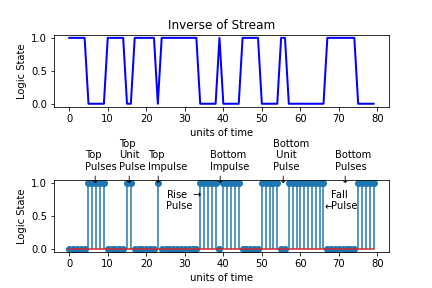 Inverse of Stream
1.0
0.5
0.0
Logic State
0 10 20 30 40 50 60 70 80
units of time
Top
Pulses
Top
Unit
Pulse
Top
Impulse
Bottom
Impulse
Bottom
Unit
Pulse
Bottom
Pulses
1.0
0.5
0.0
Logic State
Rise →
Pulse
Fall
←Pulse
0 10 20 30 40 50 60 70 80
units of time